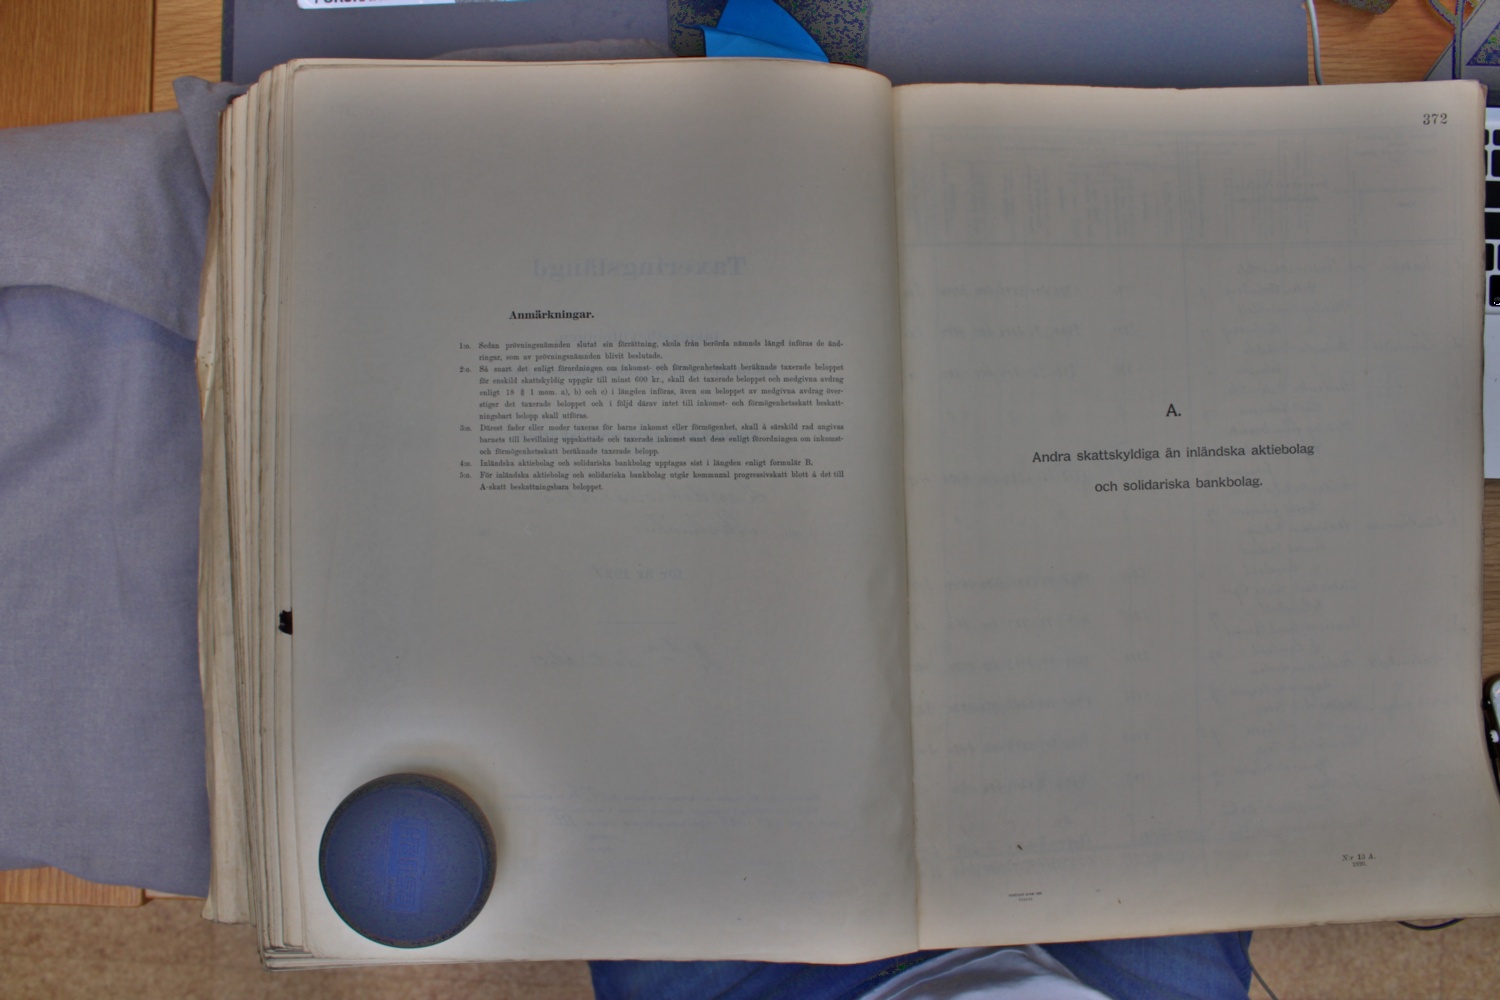 Anmärkningar.
1:o. Sedan prövningsnämnden slutat sin förrättning, skola från berörda nämnds längd införas de änd-
ringar, som av prövningsnämnden blivit beslutade.
2:o. Så snart det enligt förordningen om inkomst- och förmögenhetsskatt beräknade taxerade beloppet
för enskild skattskyldig uppgår till minst 600 kr., skall det taxerade beloppet och medgivna avdrag
enligt 18 § 1 mom. a), b) och c) i längden införas, även om beloppet av medgivna avdrag över-
stiger det taxerade beloppet och i följd därav intet till inkomst- och förmögenhetsskatt beskatt-
ningsbart belopp skall utföras.
3:o. Därest fader eller moder taxeras för barns inkomst eller förmögenhet, skall å särskild rad angivas
barnets till bevillning uppskattade och taxerade inkomst samt dess enligt förordningen om inkomst-
och förmögenhetsskatt beräknade taxerade belopp.
4:o. Inländska aktiebolag och solidariska bankbolag upptagas sist i längden enligt formulär B.
5:o. För inländska aktiebolag och solidariska bankbolag utgår kommunal progressivskatt blott å det till
A-skatt beskattningsbara beloppet.
372
A.
Andra skattskyldiga än inländska aktiebolag
och solidariska bankbolag.
Nr 13 A.